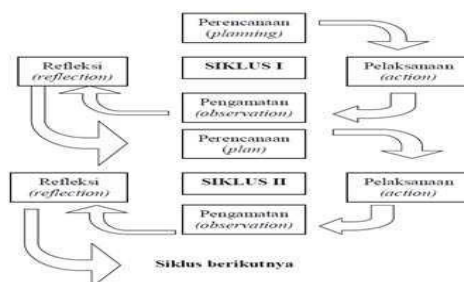 Perencanaan
(planning)
Refleksi
(reflection)
SIKLUS I
Pelaksanaan
(action)
Pengamatan
(observation)
Perencanaan
(plan)
Refleksi
(reflection)
SIKLUS II
Pelaksanaan
(action)
Pengamatan
(observation)
Siklus berikutnya